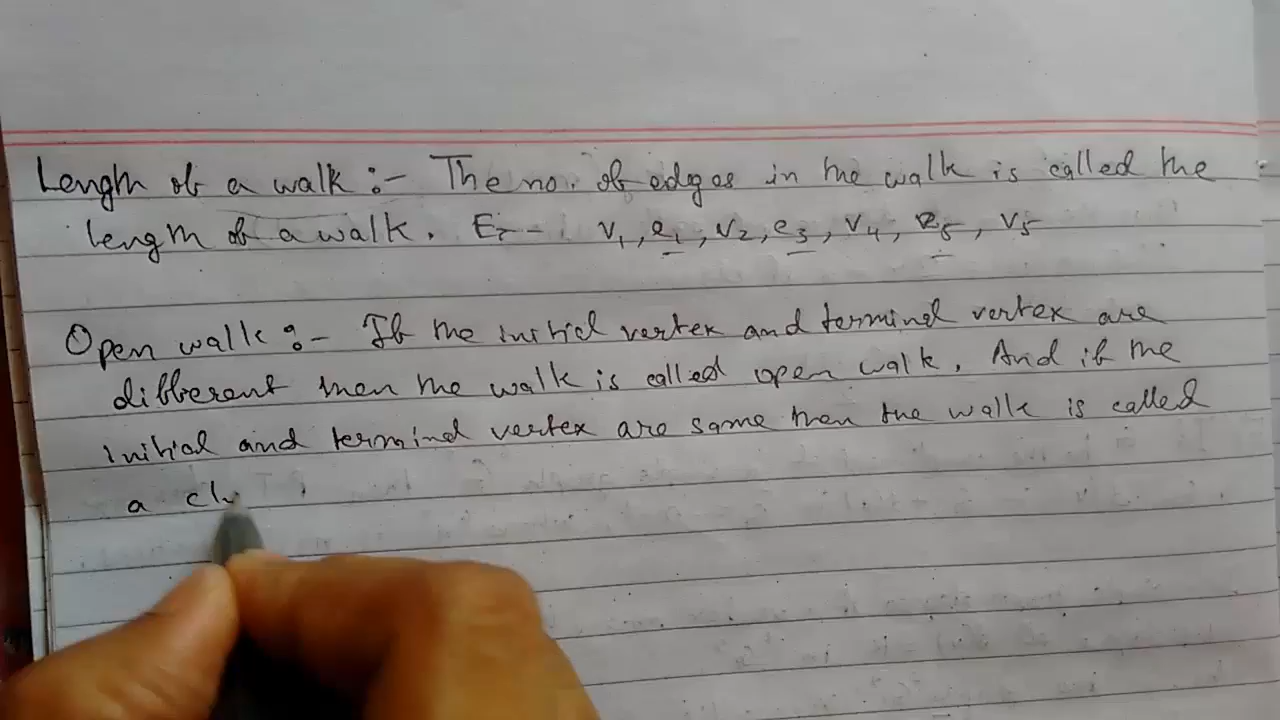 Length of a walk :- The no. of edges in the walk is called the
length of a walk. Ex - v1, e1, v2, e3, v4, e5, v5
Open walk :- If the initial vertex and terminal vertex are
different then the walk is called open walk. And if the
initial and terminal vertex are same then the walk is called
a cl